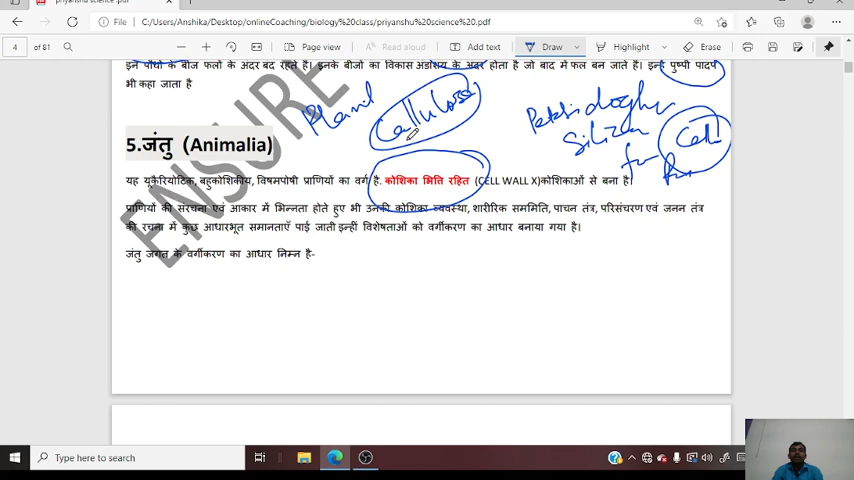 priyanshu science .pdf
File | C:/Users/Anshika/Desktop/onlineCoaching/biology%20class/priyanshu%20science%20.pdf
4 of 81
Page view | Read aloud | Add text | Draw | Highlight | Erase
इन पौधों के बीज फलों के अंदर बंद रहते हैं। इनके बीजों का विकास अंडाशय के अंदर होता है जो बाद में फल बन जाते हैं। इन्हें पुष्पी पादप
भी कहा जाता है
Plant
Cellulose
5.जंतु (Animalia)
Cell
यह यूकैरियोटिक, बहुकोशिकीय, विषमपोषी प्राणियों का वर्ग है. कोशिका भित्ति रहित (CELL WALL X)कोशिकाओं से बना है।
प्राणियों की संरचना एवं आकार में भिन्नता होते हुए भी उनकी कोशिका व्यवस्था, शारीरिक सममिति, पाचन तंत्र, परिसंचरण एवं जनन तंत्र
की रचना में कुछ आधारभूत समानताएँ पाई जाती इन्हीं विशेषताओं को वर्गीकरण का आधार बनाया गया है।
जंतु जगत के वर्गीकरण का आधार निम्न है-
ENSURE
Type here to search
ENG